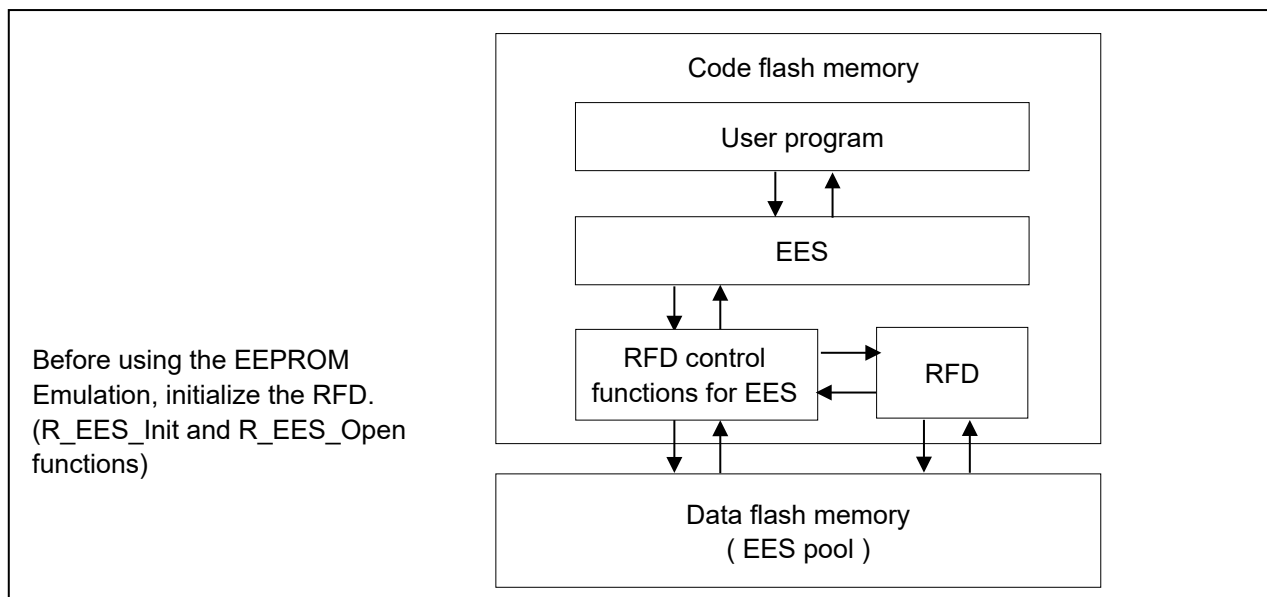 Code flash memory
User program
EES
RFD control
functions for EES
RFD
Before using the EEPROM
Emulation, initialize the RFD.
(R_EES_Init and R_EES_Open
functions)
Data flash memory
( EES pool )